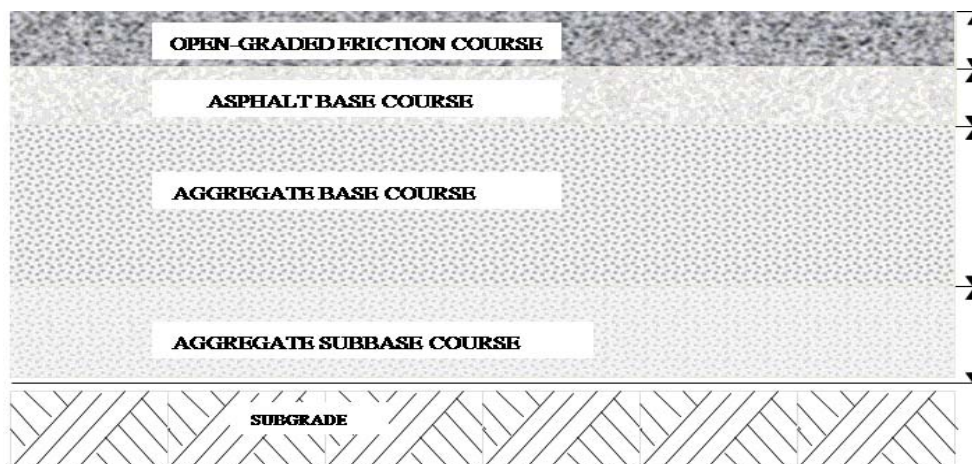 OPEN-GRADED FRICTION COURSE
ASPHALT BASE COURSE
AGGREGATE BASE COURSE
AGGREGATE SUBBASE COURSE
SUBGRADE